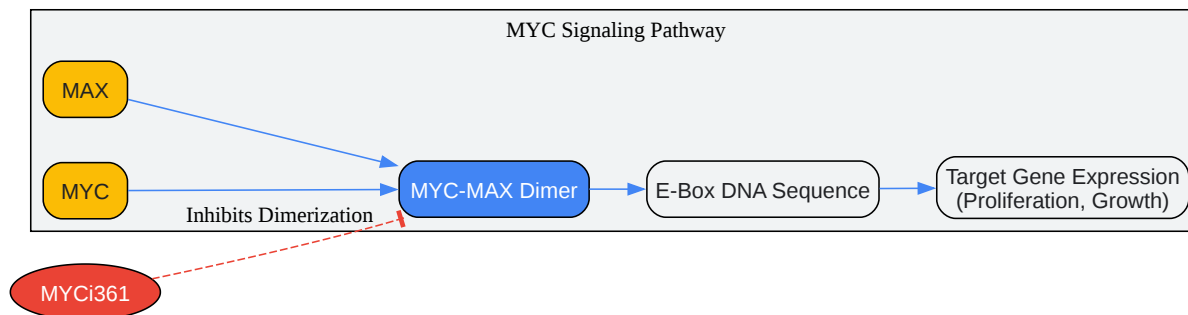 MYC Signaling Pathway
MAX
MYC
MYC-MAX Dimer
E-Box DNA Sequence
Target Gene Expression
(Proliferation, Growth)
Inhibits Dimerization
MYCi361